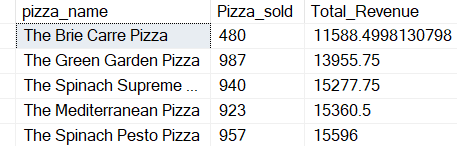 pizza_name Pizza_sold Total_Revenue
The Brie Carre Pizza 480 11588.4998130798
The Green Garden Pizza 987 13955.75
The Spinach Supreme ... 940 15277.75
The Mediterranean Pizza 923 15360.5
The Spinach Pesto Pizza 957 15596